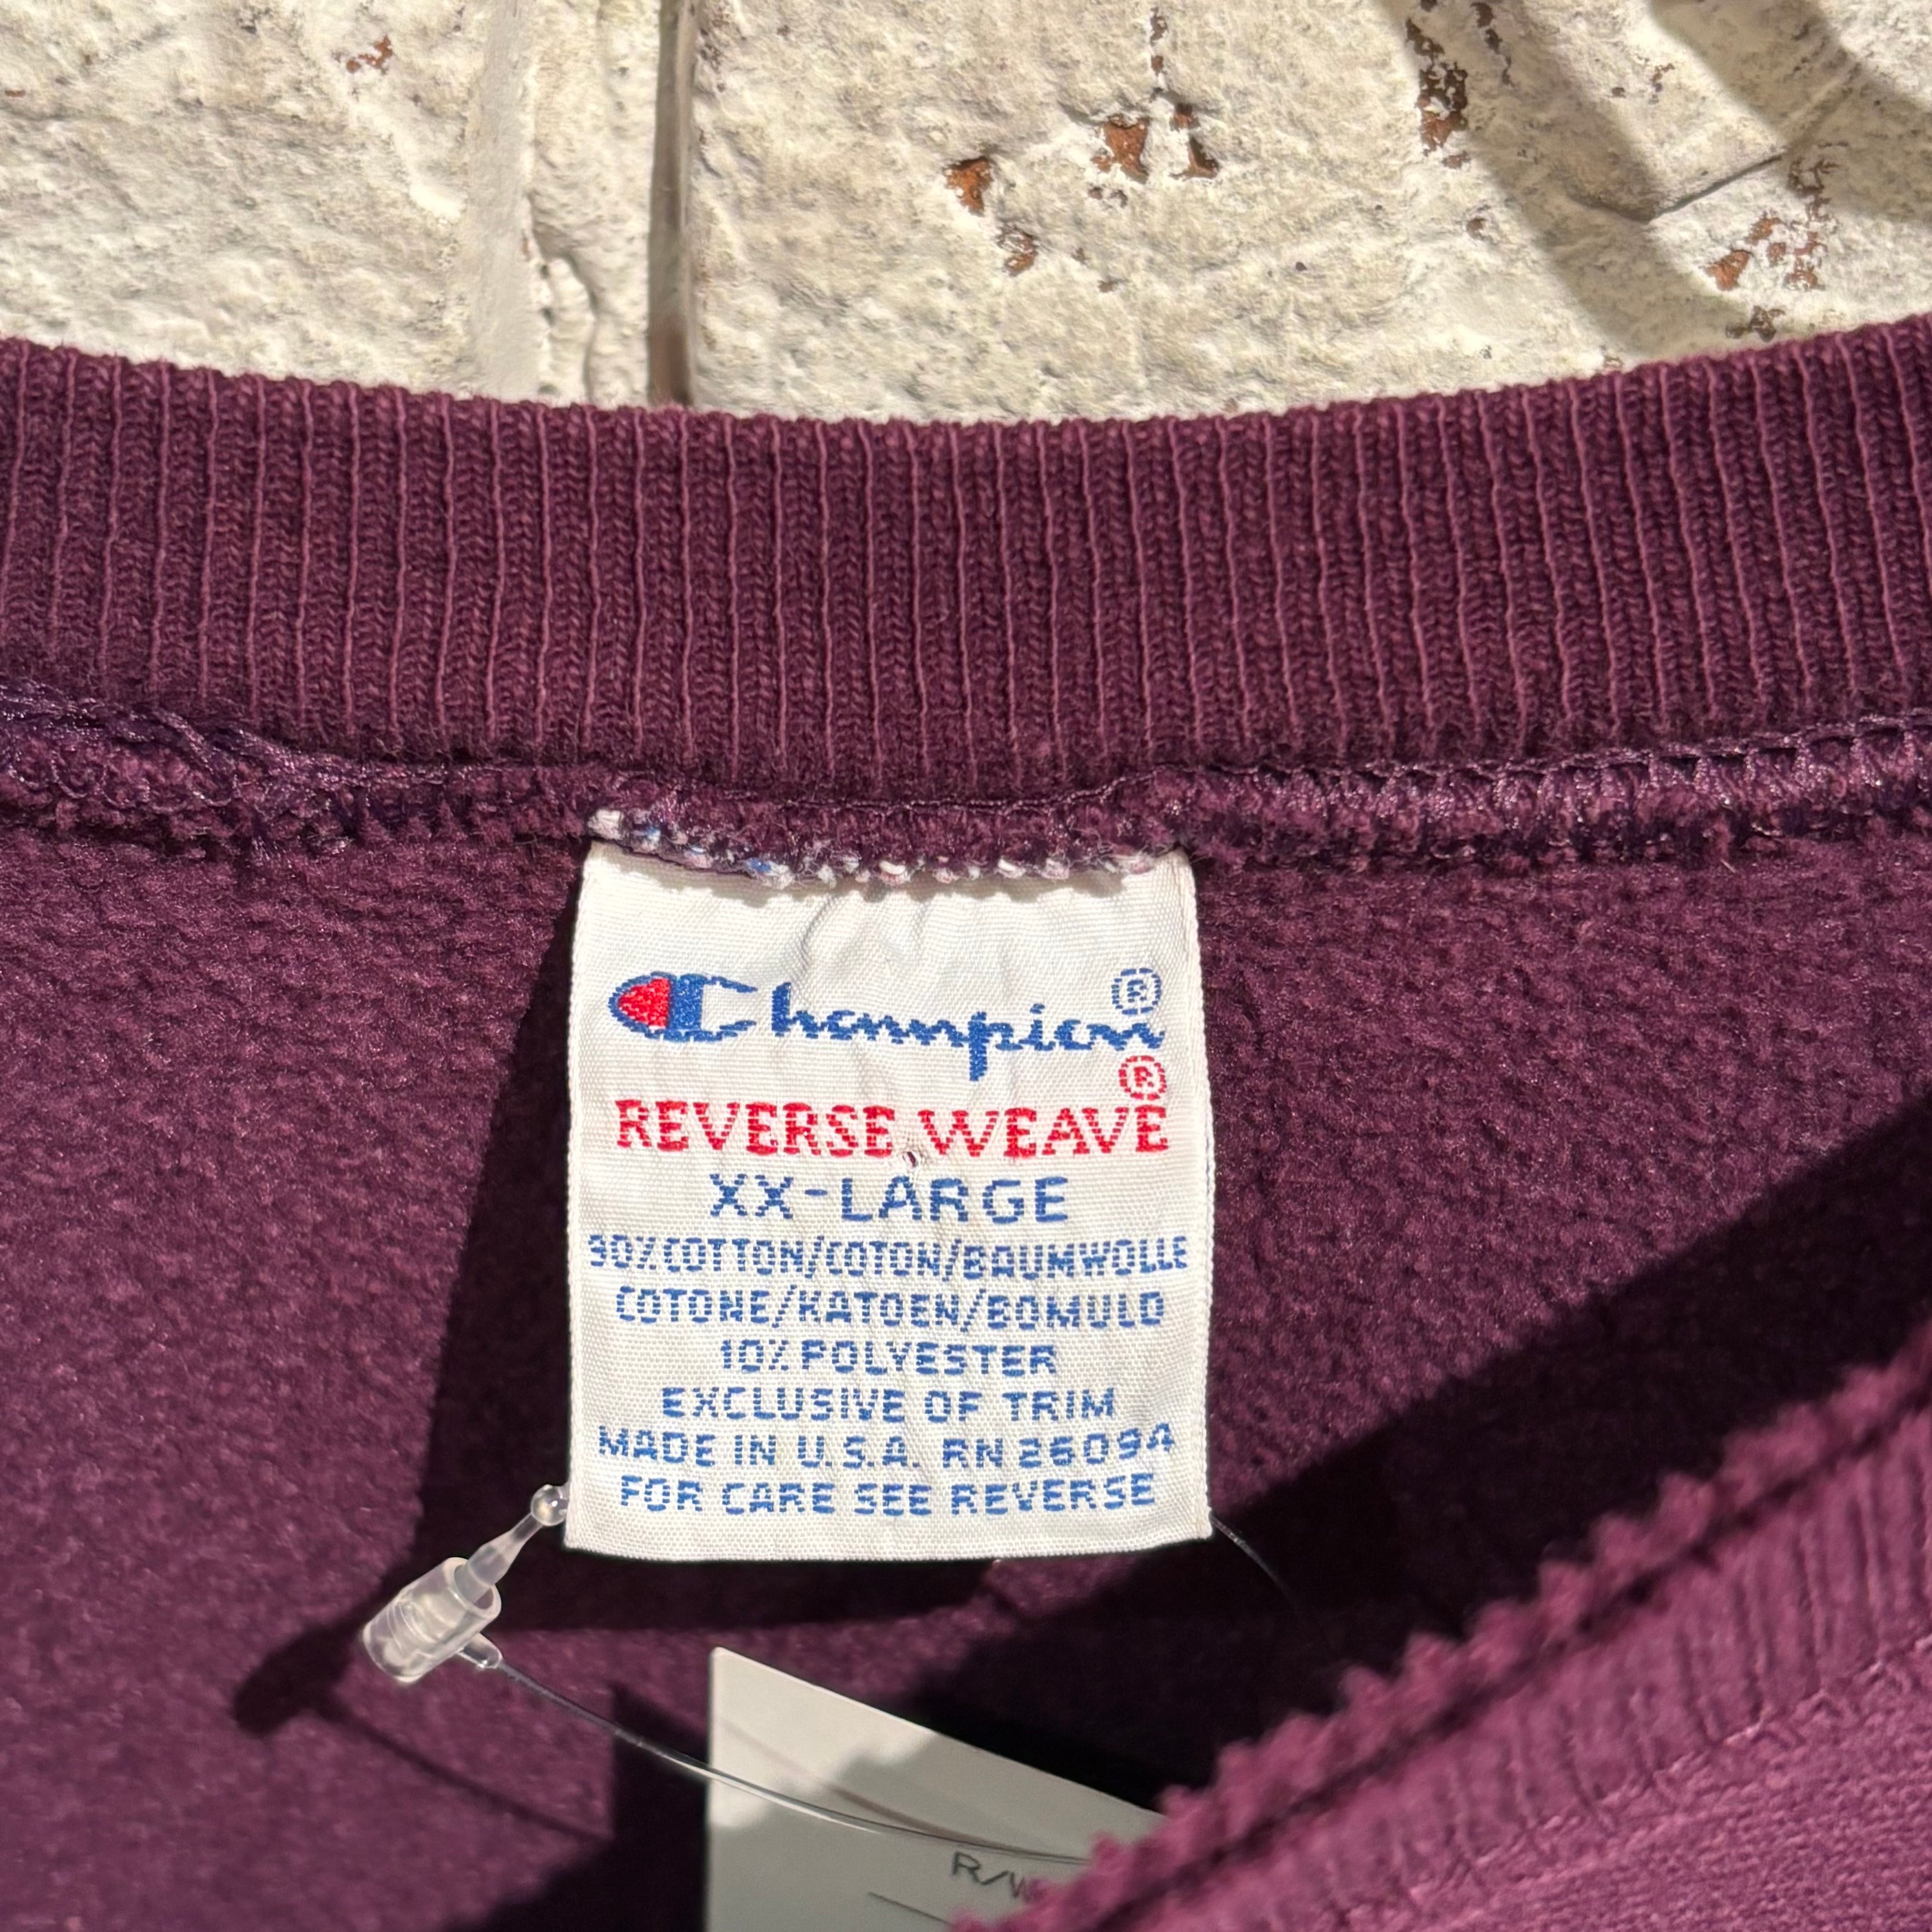 Champion®
REVERSE WEAVE®
XX-LARGE
90% COTTON/COTON/BAUMWOLLE
COTONE/KATOEN/BOMULD
10% POLYESTER
EXCLUSIVE OF TRIM
MADE IN U.S.A. RN 26094
FOR CARE SEE REVERSE
R/W